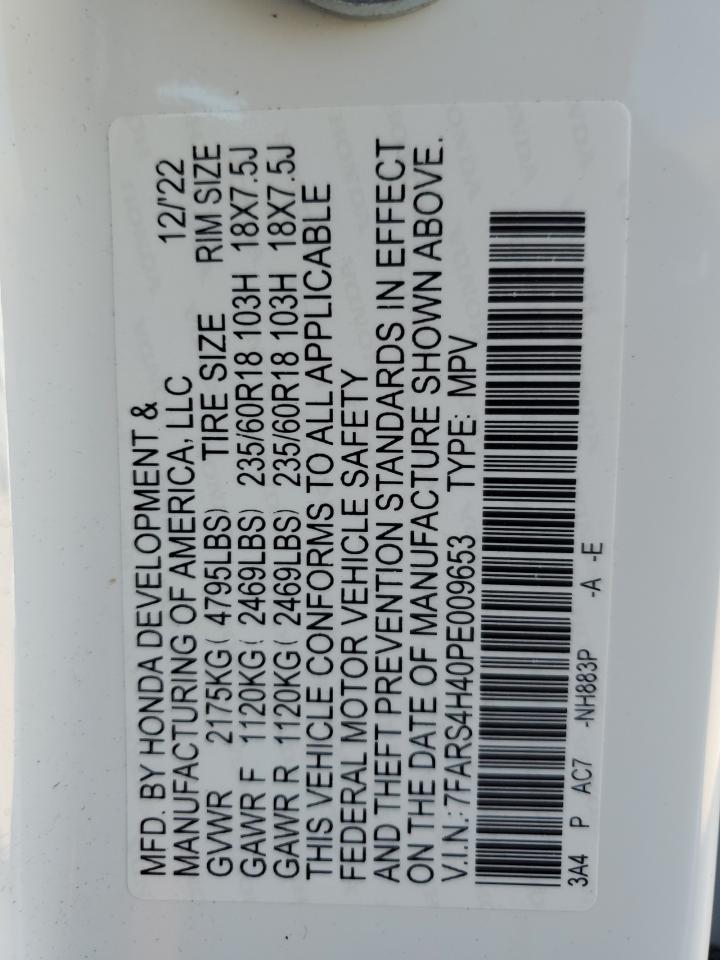 MFD. BY HONDA DEVELOPMENT &
MANUFACTURING OF AMERICA, LLC 12/'22
GVWR 2175KG( 4795LBS) TIRE SIZE RIM SIZE
GAWR F 1120KG( 2469LBS) 235/60R18 103H 18X7.5J
GAWR R 1120KG( 2469LBS) 235/60R18 103H 18X7.5J
THIS VEHICLE CONFORMS TO ALL APPLICABLE
FEDERAL MOTOR VEHICLE SAFETY
AND THEFT PREVENTION STANDARDS IN EFFECT
ON THE DATE OF MANUFACTURE SHOWN ABOVE.
V.I.N.:7FARS4H40PE009653 TYPE: MPV
3A4 P AC7 -NH883P -A -E